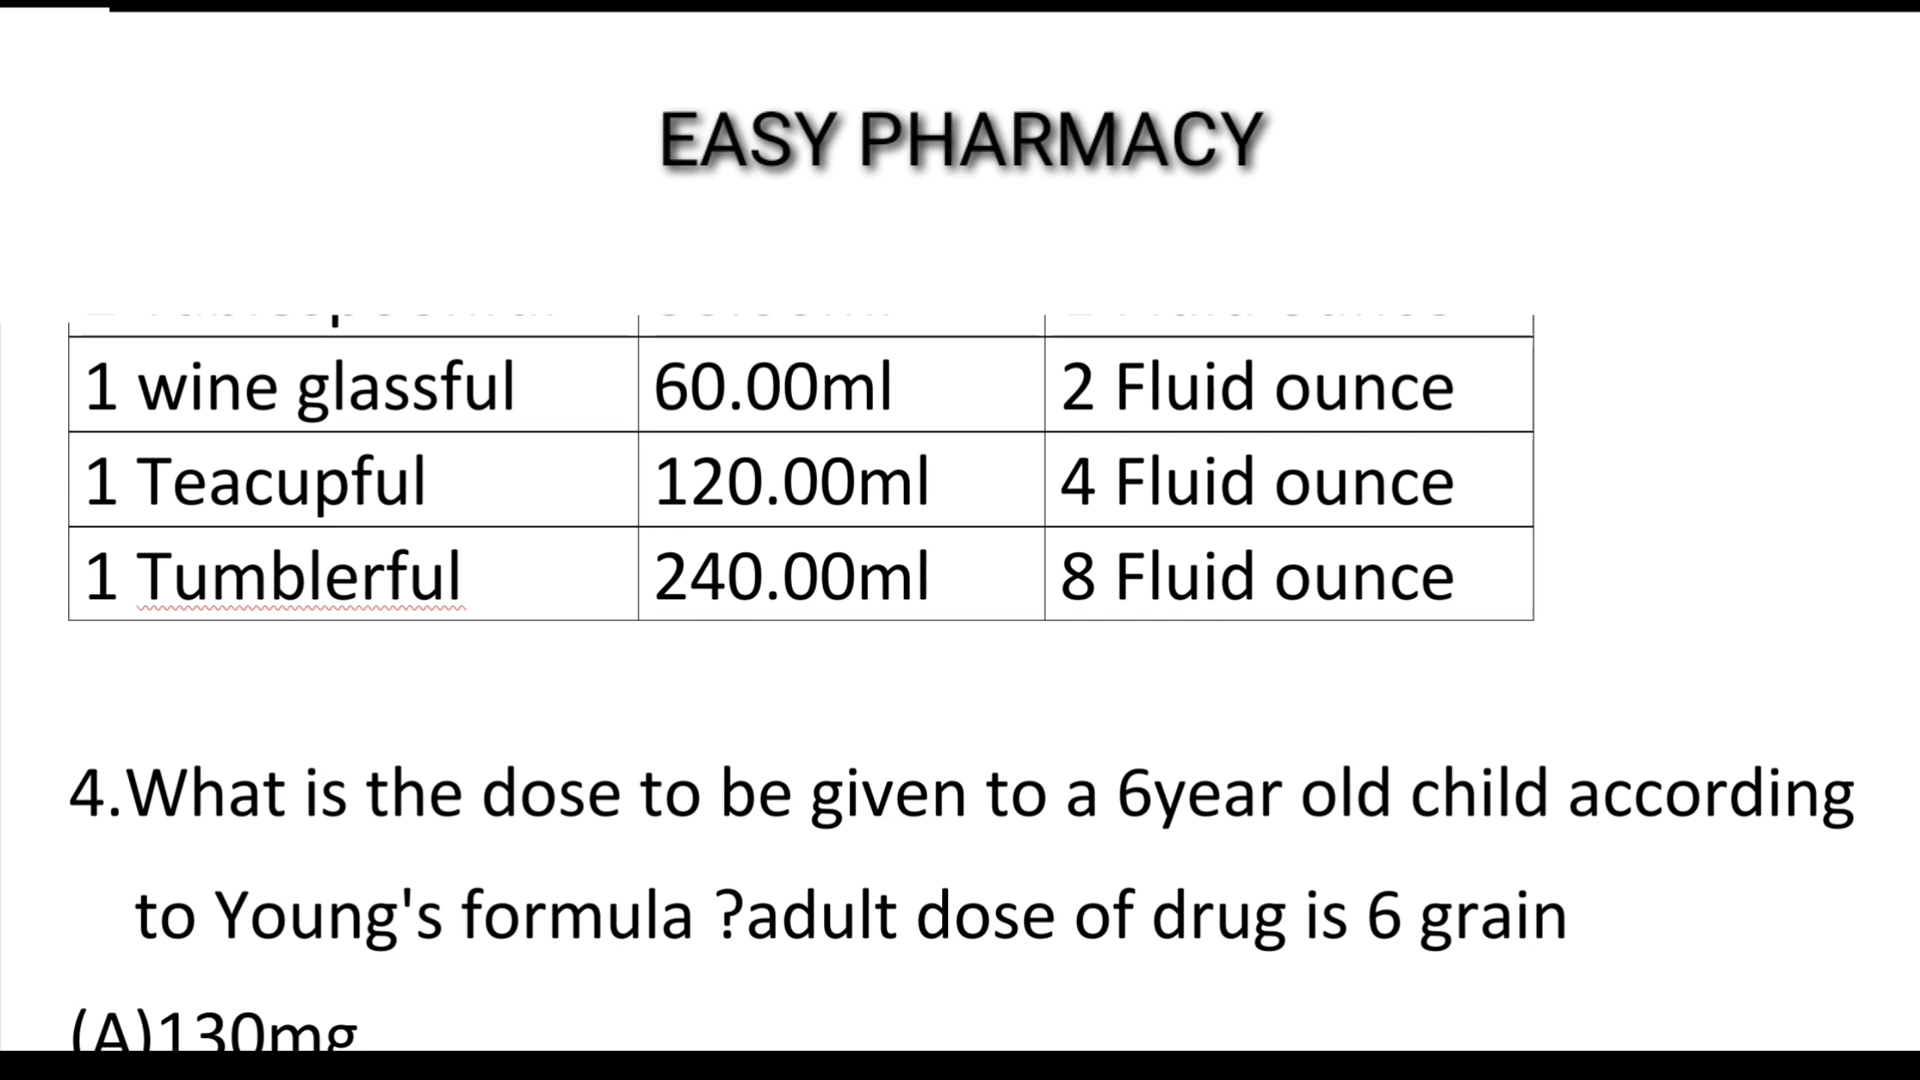 EASY PHARMACY
1 wine glassful 60.00ml 2 Fluid ounce
1 Teacupful 120.00ml 4 Fluid ounce
1 Tumblerful 240.00ml 8 Fluid ounce
4.What is the dose to be given to a 6year old child according
to Young's formula ?adult dose of drug is 6 grain
(A)130mg